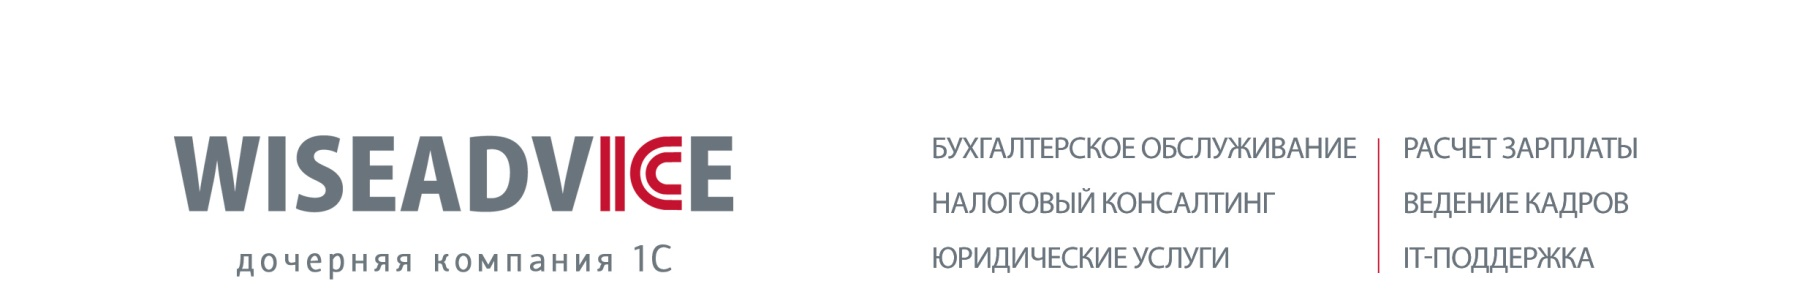 WISEADVICE
дочерняя компания 1С
БУХГАЛТЕРСКОЕ ОБСЛУЖИВАНИЕ
НАЛОГОВЫЙ КОНСАЛТИНГ
ЮРИДИЧЕСКИЕ УСЛУГИ
РАСЧЕТ ЗАРПЛАТЫ
ВЕДЕНИЕ КАДРОВ
IT-ПОДДЕРЖКА